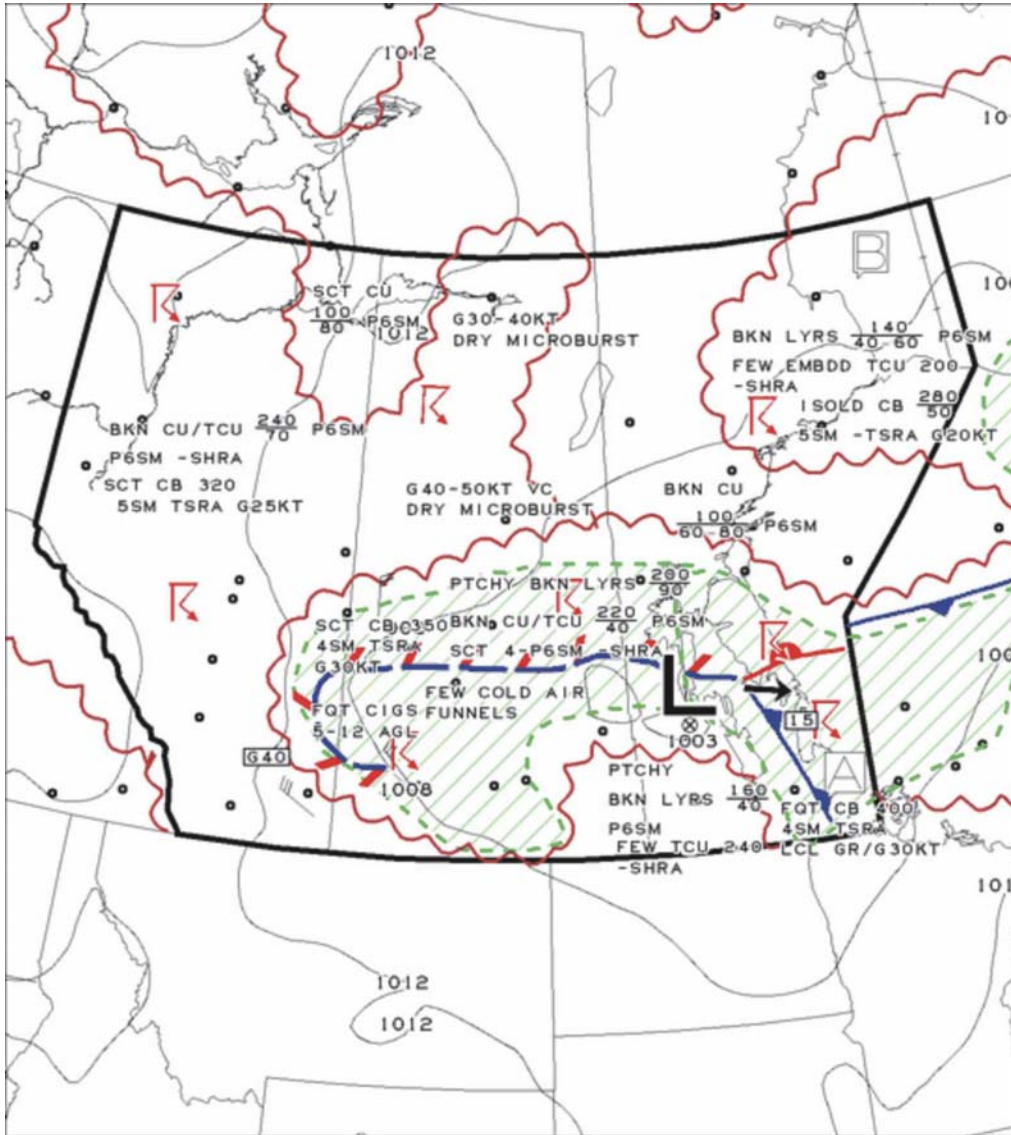 1012
10
B
SCT CU
100
80 P6SM
1012
G30-40KT
DRY MICROBURST
100
BKN LYRS 140
40-60 P6SM
FEW EMBDD TCU 200
-SHRA
ISOLD CB 280
50
5SM -TSRA G20KT
BKN CU/TCU 240
70 P6SM
P6SM -SHRA
SCT CB 320
5SM TSRA G25KT
G40-50KT VC
DRY MICROBURST
BKN CU
100
60-80 P6SM
PTCHY BKN LYRS 200
90
SCT CB 350
4SM TSRA
G30KT
BKN CU/TCU 220
40 P6SM
SCT 4-P6SM -SHRA
FEW COLD AIR
FUNNELS
FQT CIGS
5-12 AGL
100
L
1003
15
G40
1008
A
PTCHY
BKN LYRS 160
40
P6SM
FEW TCU 240
-SHRA
FQT CB 400
4SM TSRA
LCL GR/G30KT
101
1012
1012